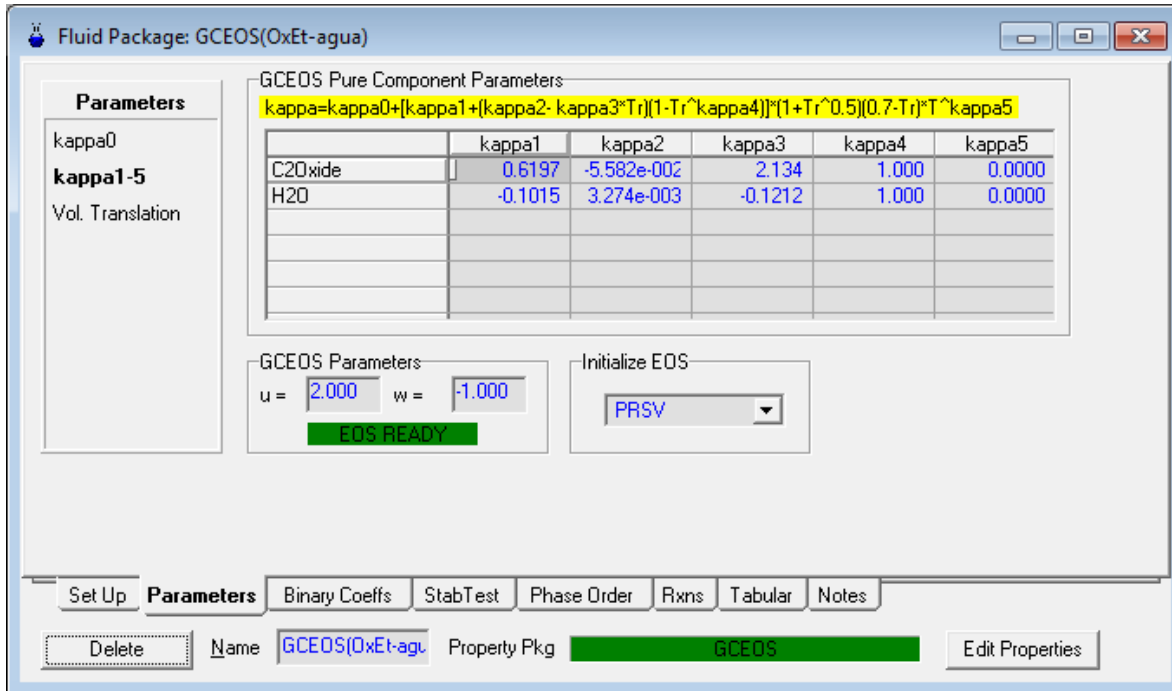 Fluid Package: GCEOS(OxEt-agua)
Parameters
kappa0
kappa1-5
Vol. Translation
GCEOS Pure Component Parameters
kappa=kappa0+[kappa1+(kappa2- kappa3*Tr)(1-Tr^kappa4)]*(1+Tr^0.5)(0.7-Tr)*T^kappa5
kappa1 kappa2 kappa3 kappa4 kappa5
C2Oxide 0.6197 -5.582e-002 2.134 1.000 0.0000
H2O -0.1015 3.274e-003 -0.1212 1.000 0.0000
GCEOS Parameters
u = 2.000 w = -1.000
EOS READY
Initialize EOS
PRSV
Set Up Parameters Binary Coeffs StabTest Phase Order Rxns Tabular Notes
Delete Name GCEOS(OxEt-agu Property Pkg GCEOS Edit Properties